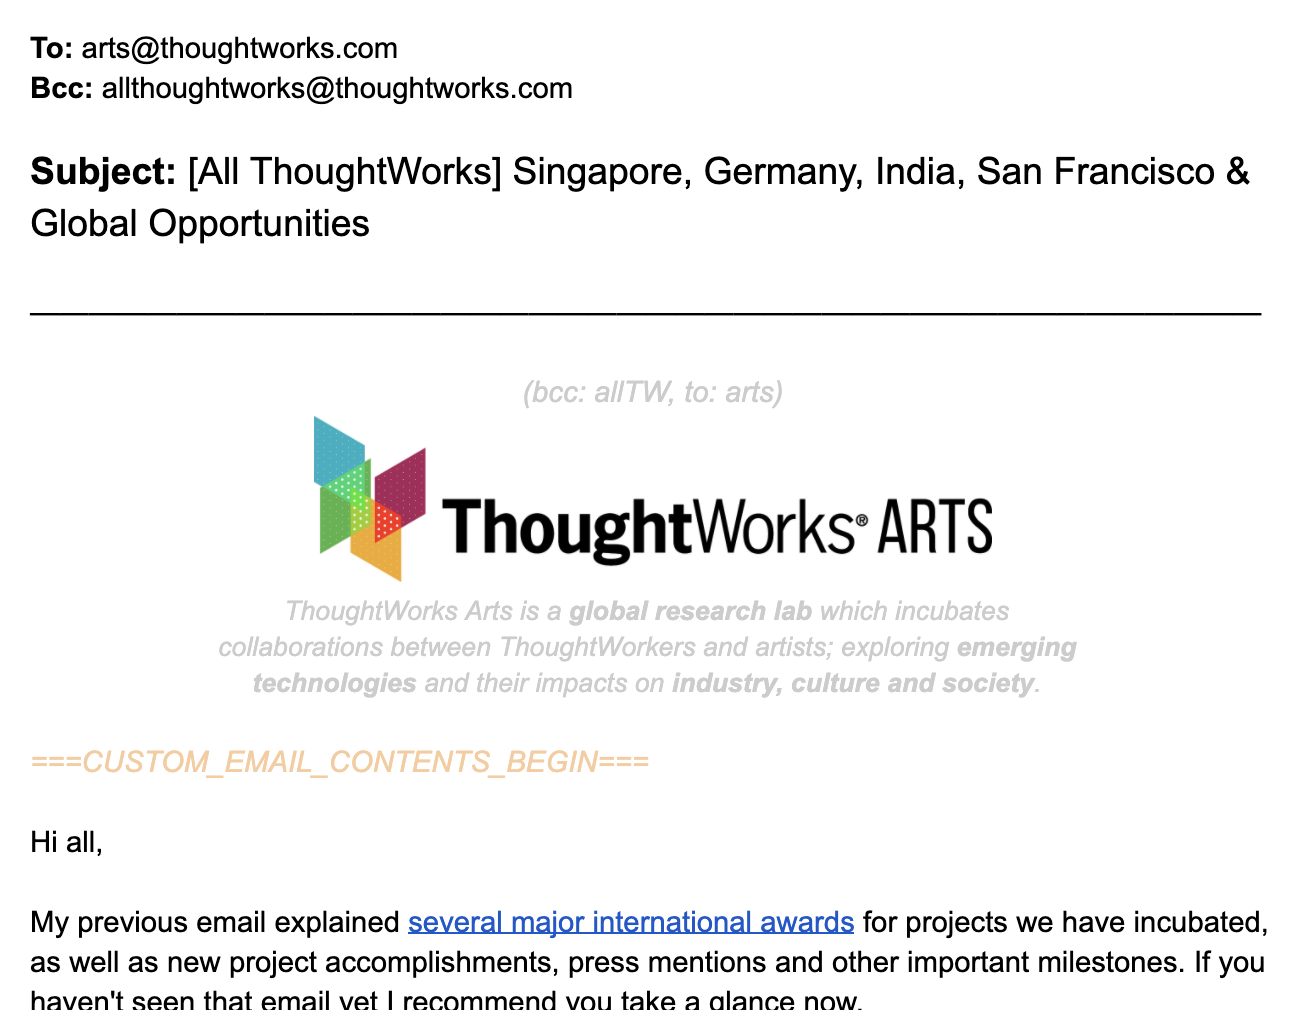 To: arts@thoughtworks.com
Bcc: allthoughtworks@thoughtworks.com
Subject: [All ThoughtWorks] Singapore, Germany, India, San Francisco &
Global Opportunities
(bcc: allTW, to: arts)
ThoughtWorks® ARTS
ThoughtWorks Arts is a global research lab which incubates
collaborations between ThoughtWorkers and artists; exploring emerging
technologies and their impacts on industry, culture and society.
===CUSTOM_EMAIL_CONTENTS_BEGIN===
Hi all,
My previous email explained several major international awards for projects we have incubated,
as well as new project accomplishments, press mentions and other important milestones. If you
haven't seen that email yet I recommend you take a glance now.